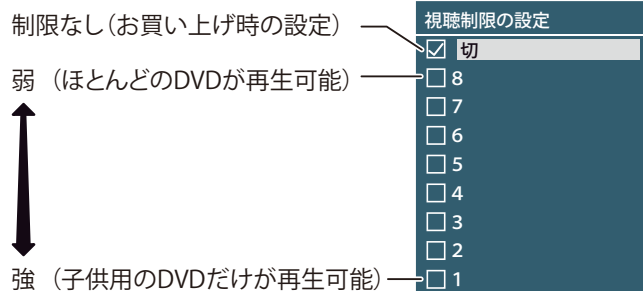 制限なし（お買い上げ時の設定）
弱 （ほとんどのDVDが再生可能）
強 （子供用のDVDだけが再生可能）
視聴制限の設定
切
8
7
6
5
4
3
2
1